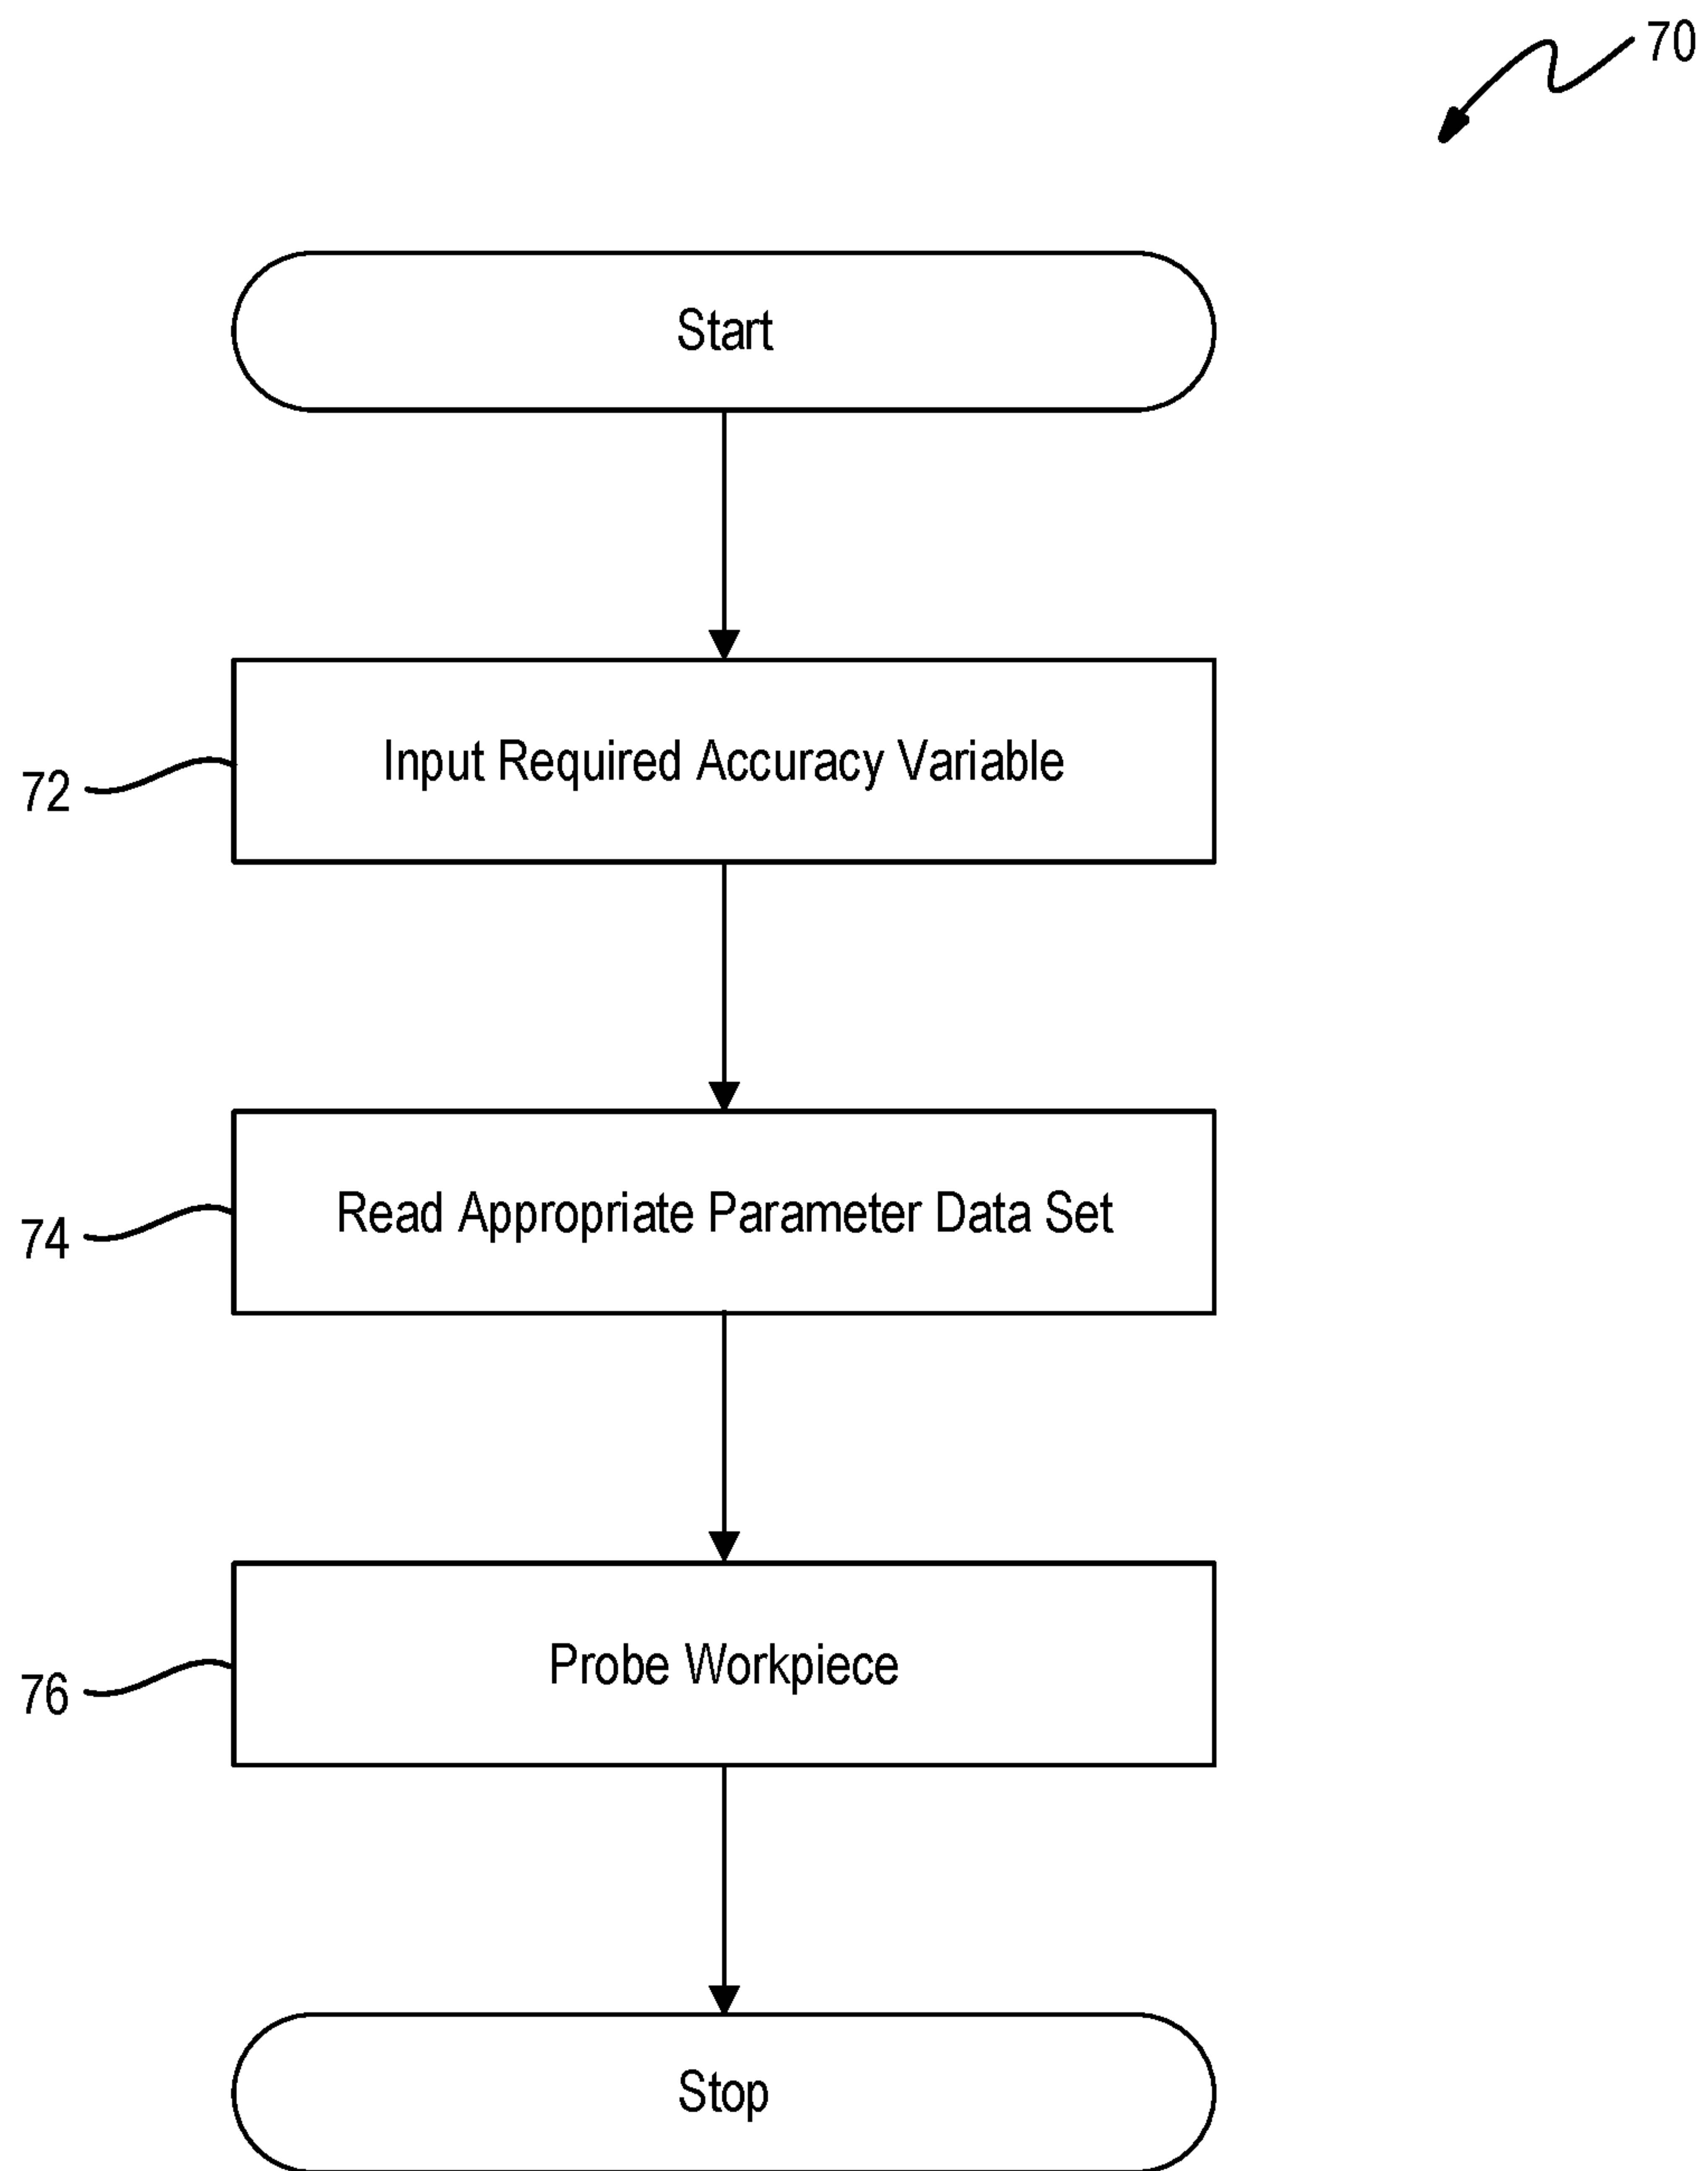 70
Start
72
Input Required Accuracy Variable
74
Read Appropriate Parameter Data Set
76
Probe Workpiece
Stop